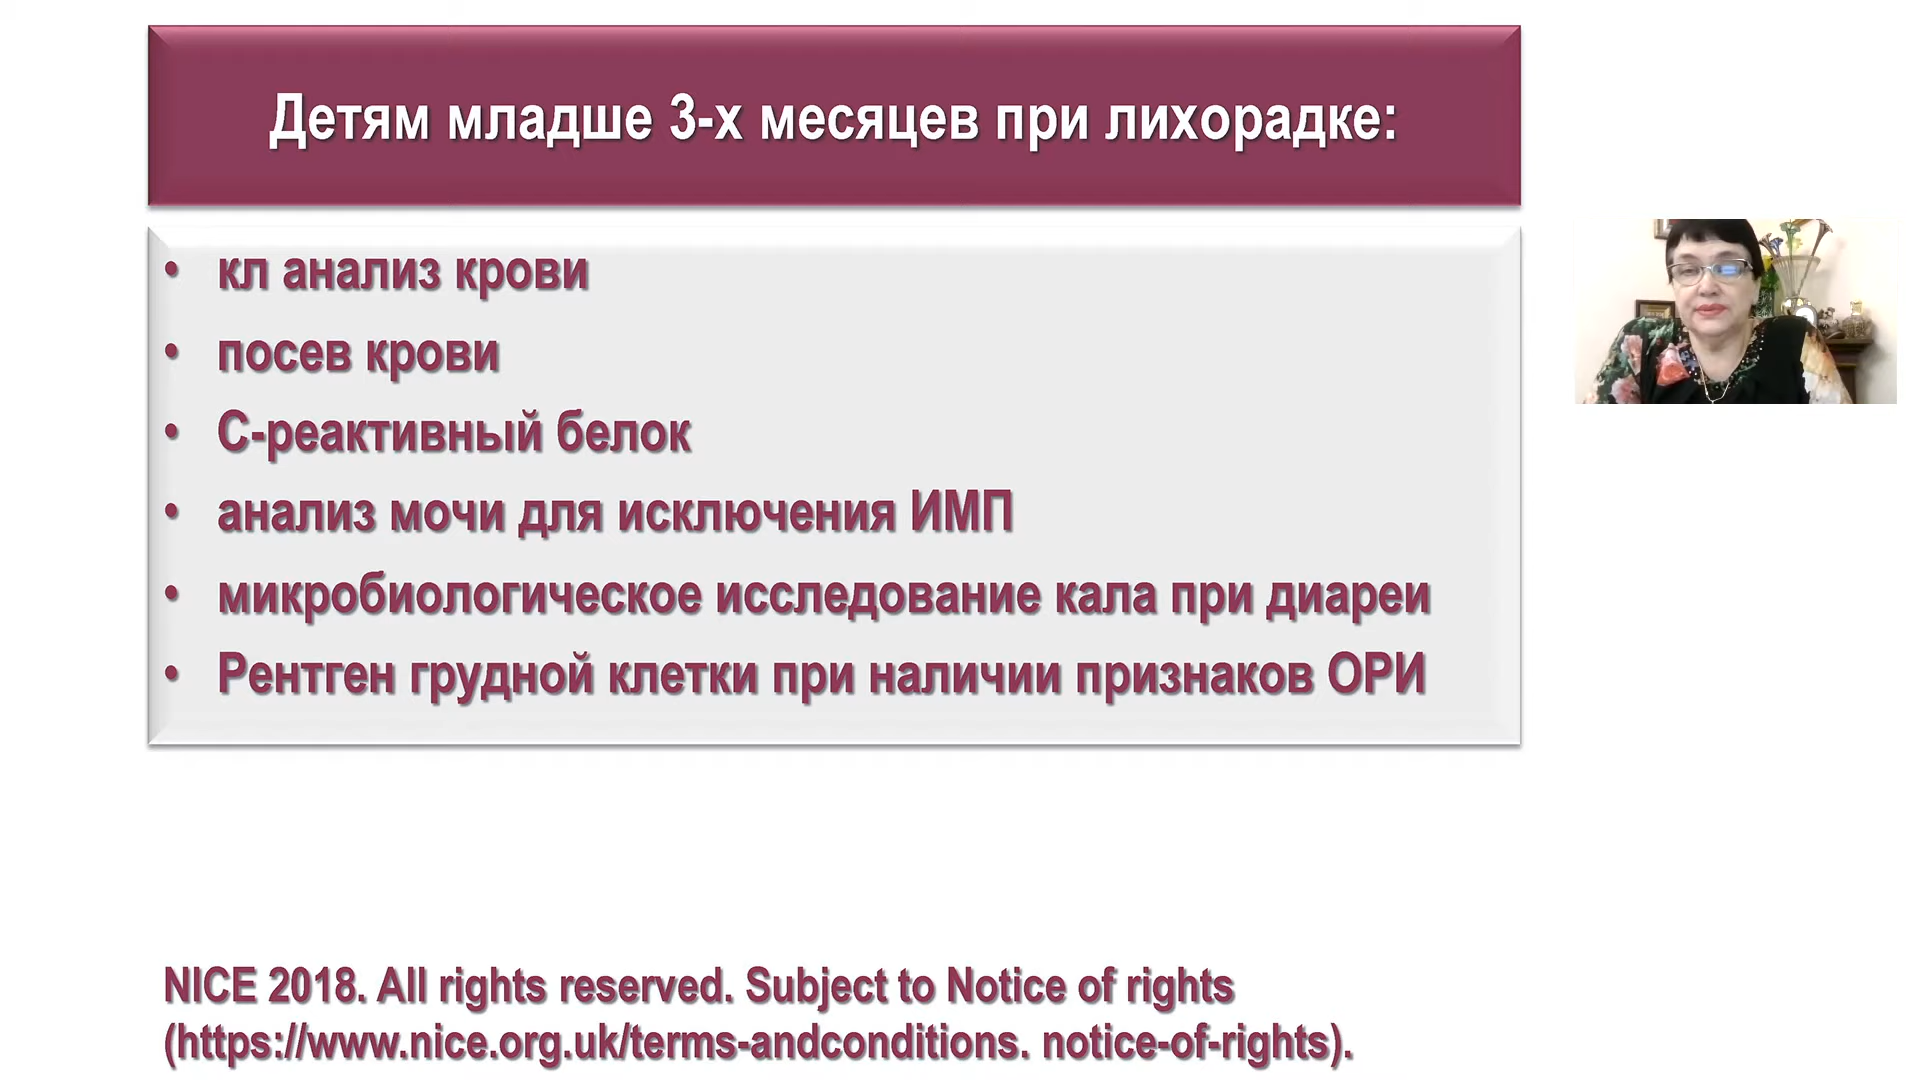 Детям младше 3-х месяцев при лихорадке:
• кл анализ крови
• посев крови
• С-реактивный белок
• анализ мочи для исключения ИМП
• микробиологическое исследование кала при диареи
• Рентген грудной клетки при наличии признаков ОРИ
NICE 2018. All rights reserved. Subject to Notice of rights
(https://www.nice.org.uk/terms-andconditions. notice-of-rights).